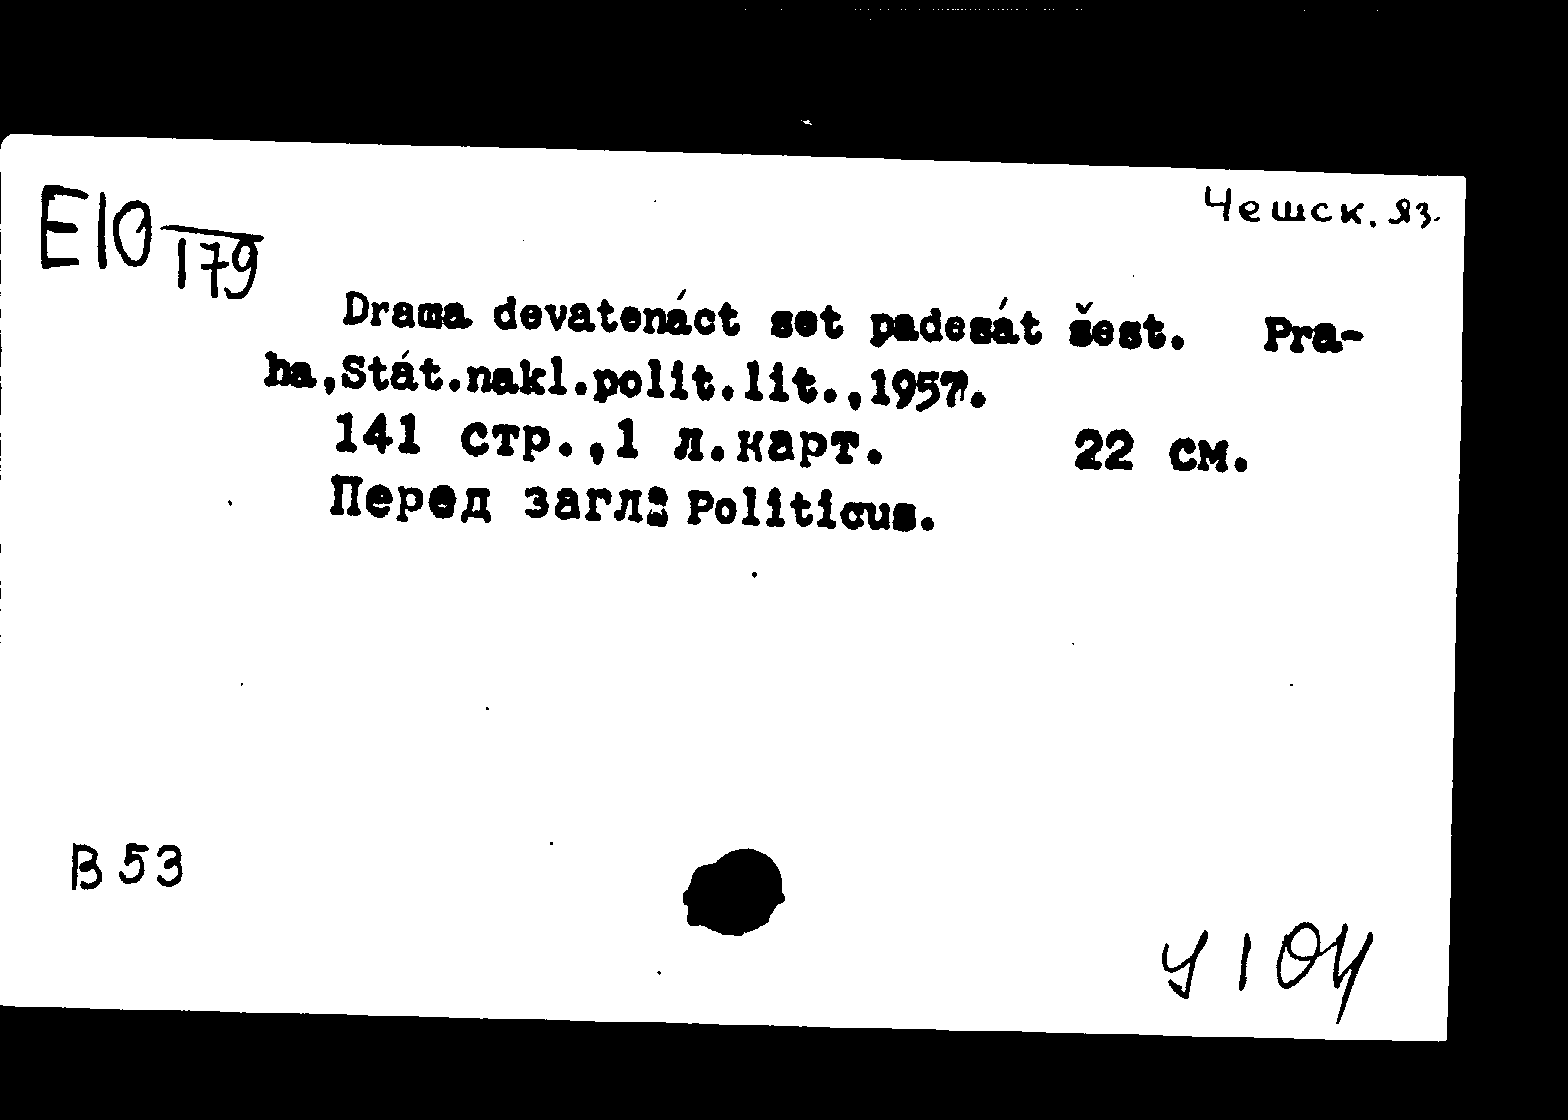 Чешск. яз.
E10 179
Drama devatenáct set padesát šest. Pra-
ha,Stát.nakl.polit.lit.,1957.
141 стр.,1 л.карт. 22 см.
Перед загл: Politicus.
B 53